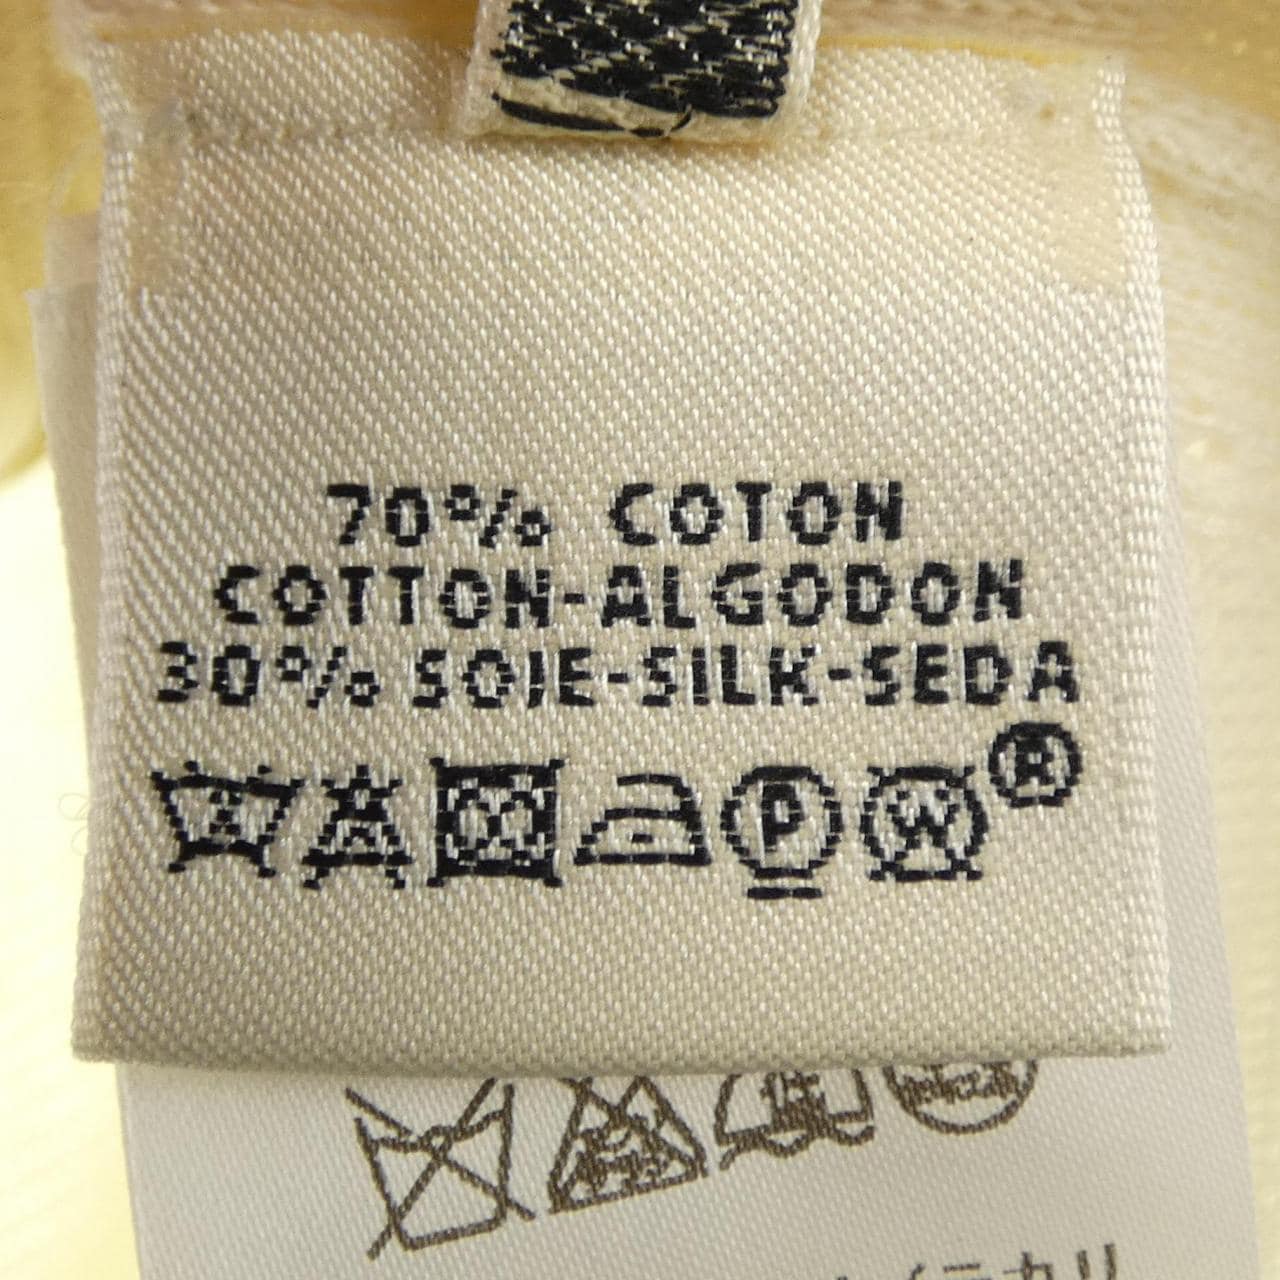 70% COTON
COTTON-ALGODON
30% SOIE-SILK-SEDA
P W ®